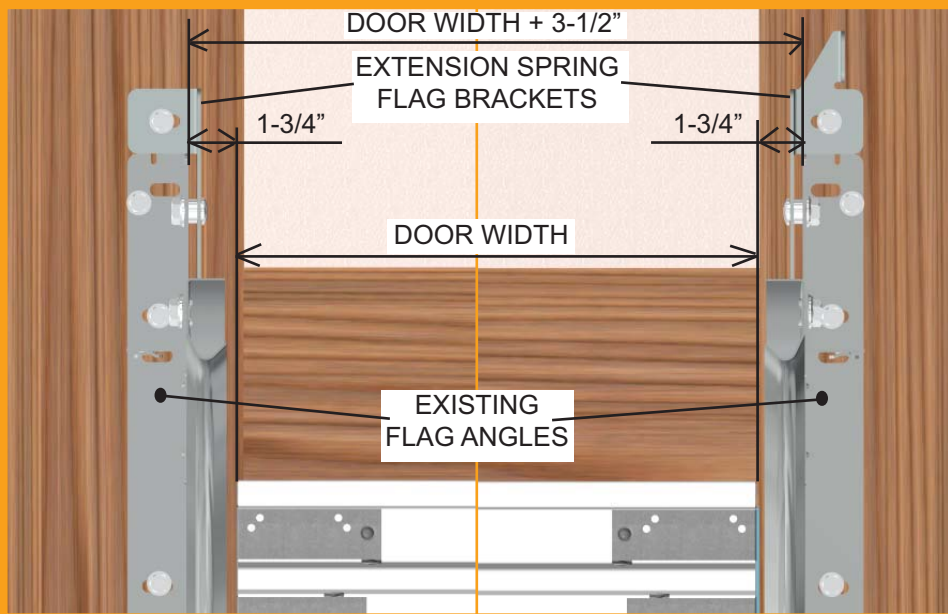 DOOR WIDTH + 3-1/2”
EXTENSION SPRING
FLAG BRACKETS
1-3/4”
1-3/4”
DOOR WIDTH
EXISTING
FLAG ANGLES